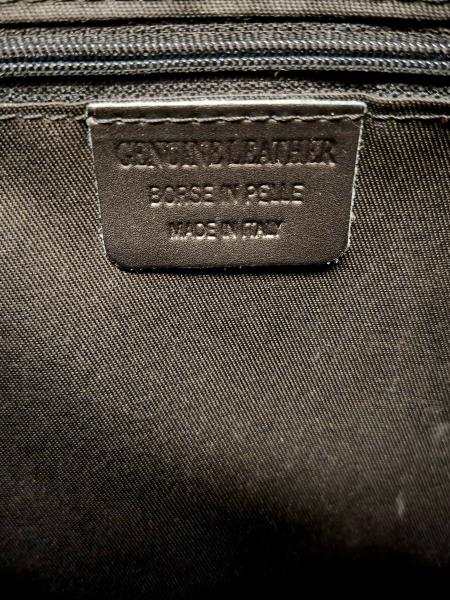 GENUINE LEATHER
BORSE IN PELLE
MADE IN ITALY